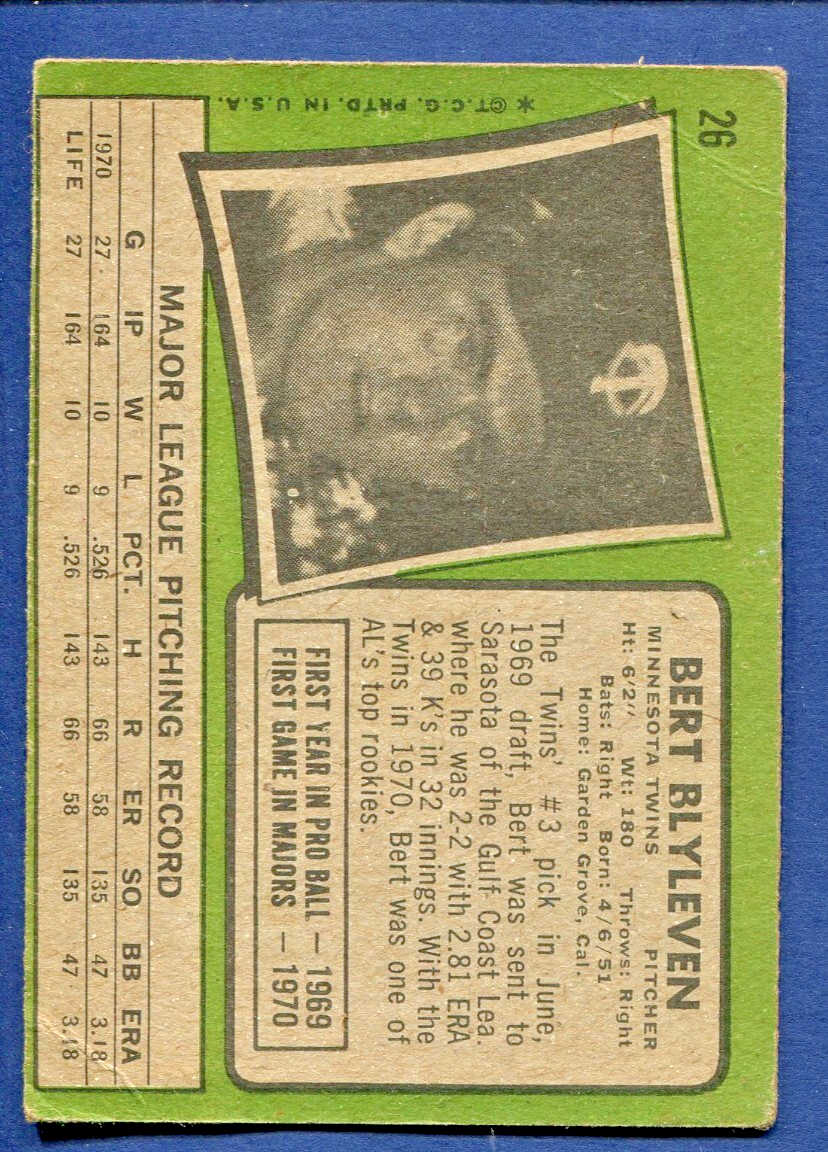 26
BERT BLYLEVEN
MINNESOTA TWINS PITCHER
Ht: 6'2" Wt: 180 Throws: Right
Bats: Right Born: 4/6/51
Home: Garden Grove, Cal.
The Twins' #3 pick in June,
1969 draft, Bert was sent to
Sarasota of the Gulf Coast Lea.
where he was 2-2 with 2.81 ERA
& 39 K's in 32 innings. With the
Twins in 1970, Bert was one of
AL's top rookies.
FIRST YEAR IN PRO BALL — 1969
FIRST GAME IN MAJORS — 1970
* ©T.C.G. PRTD. IN U.S.A.
MAJOR LEAGUE PITCHING RECORD
G IP W L PCT. H R ER SO BB ERA
1970 27 164 10 9 .526 143 66 58 135 47 3.18
LIFE 27 164 10 9 .526 143 66 58 135 47 3.18